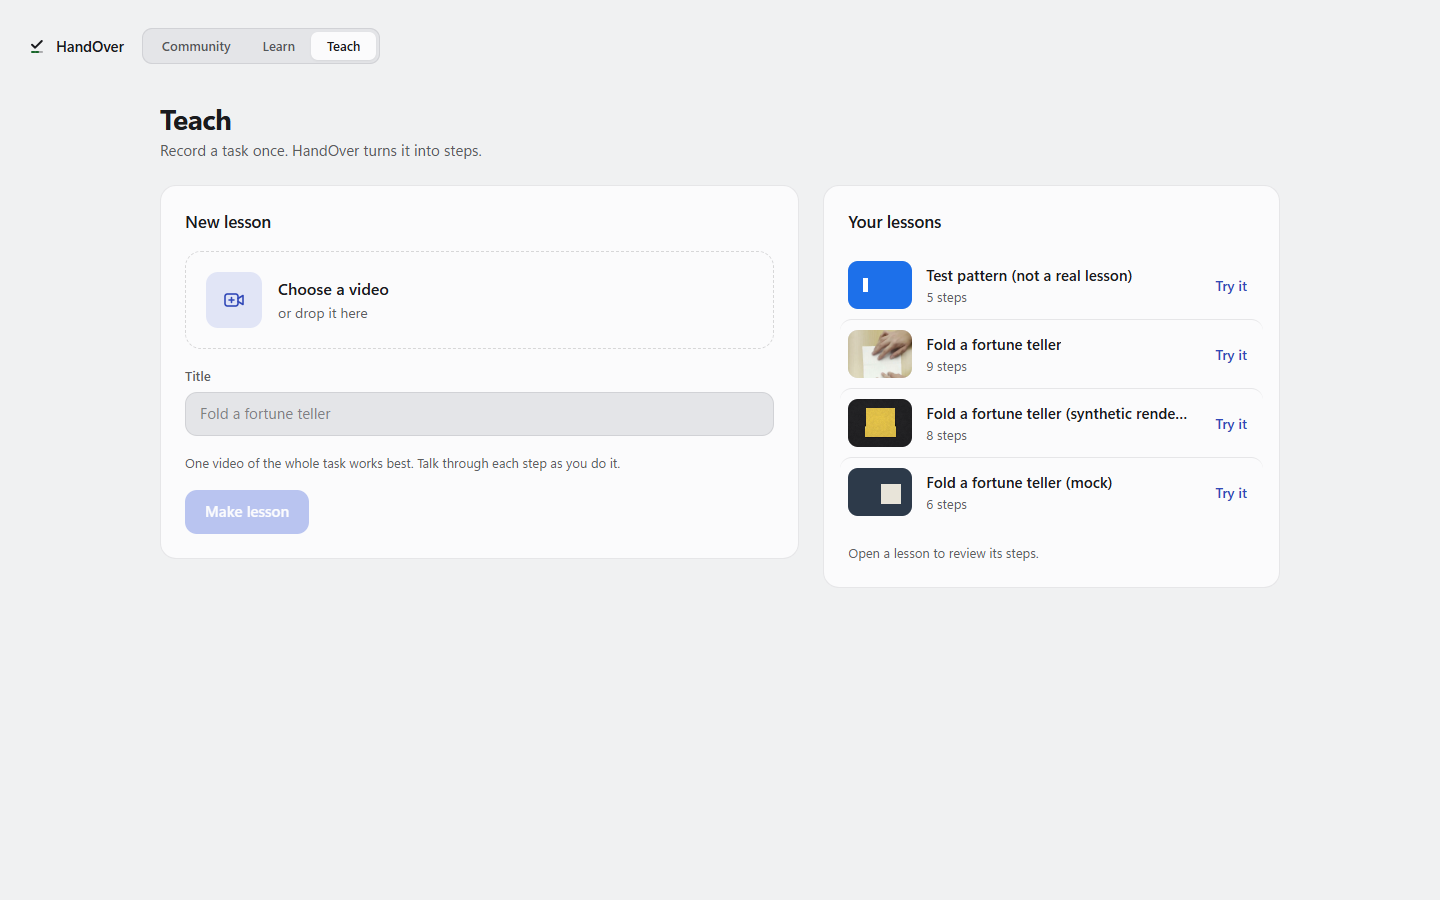 HandOver
Community
Learn
Teach
Teach
Record a task once. HandOver turns it into steps.
New lesson
Choose a video
or drop it here
Title
Fold a fortune teller
One video of the whole task works best. Talk through each step as you do it.
Make lesson
Your lessons
Test pattern (not a real lesson)
5 steps
Try it
Fold a fortune teller
9 steps
Try it
Fold a fortune teller (synthetic rende...
8 steps
Try it
Fold a fortune teller (mock)
6 steps
Try it
Open a lesson to review its steps.